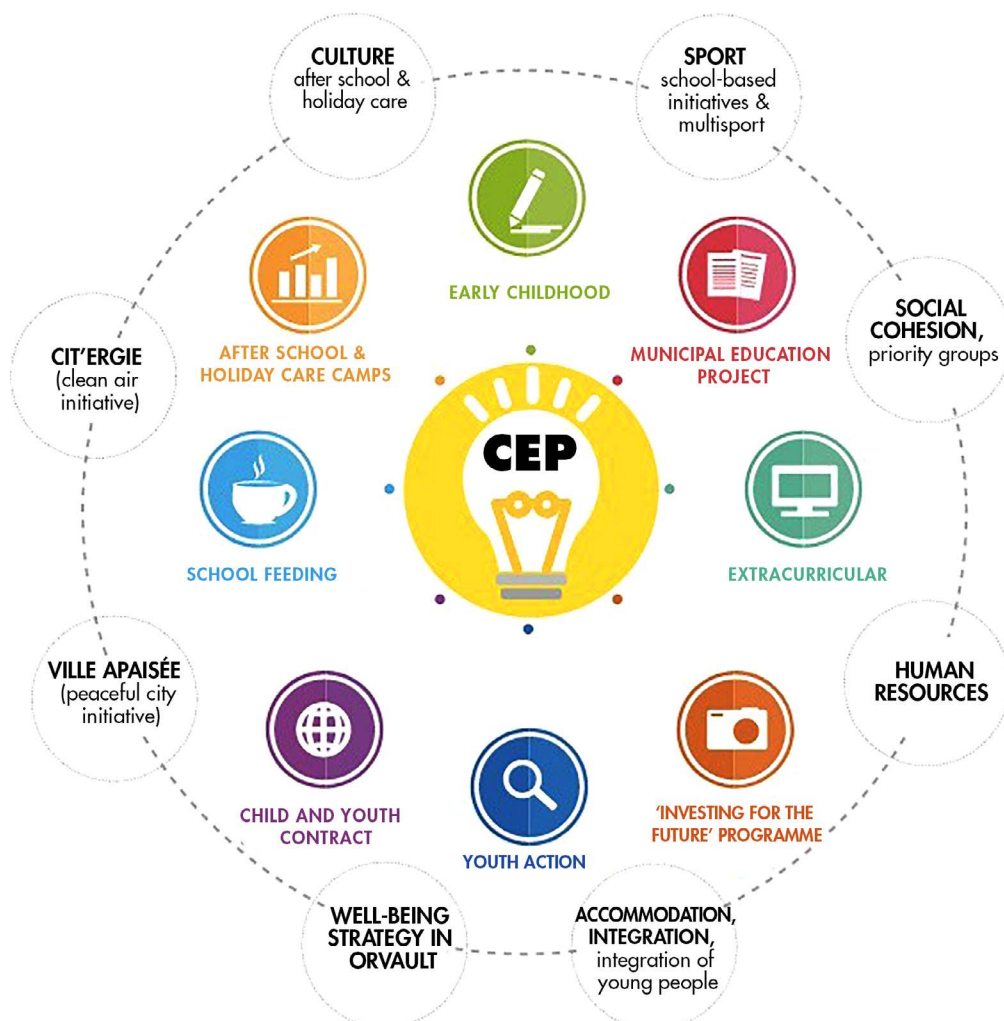 CULTURE
after school &
holiday care
SPORT
school-based
initiatives &
multisport
EARLY CHILDHOOD
AFTER SCHOOL &
HOLIDAY CARE CAMPS
MUNICIPAL EDUCATION
PROJECT
SOCIAL
COHESION,
priority groups
CIT'ERGIE
(clean air
initiative)
CEP
SCHOOL FEEDING
EXTRACURRICULAR
VILLE APAISÉE
(peaceful city
initiative)
HUMAN
RESOURCES
CHILD AND YOUTH
CONTRACT
YOUTH ACTION
'INVESTING FOR THE
FUTURE' PROGRAMME
WELL-BEING
STRATEGY IN
ORVAULT
ACCOMMODATION,
INTEGRATION,
integration of
young people